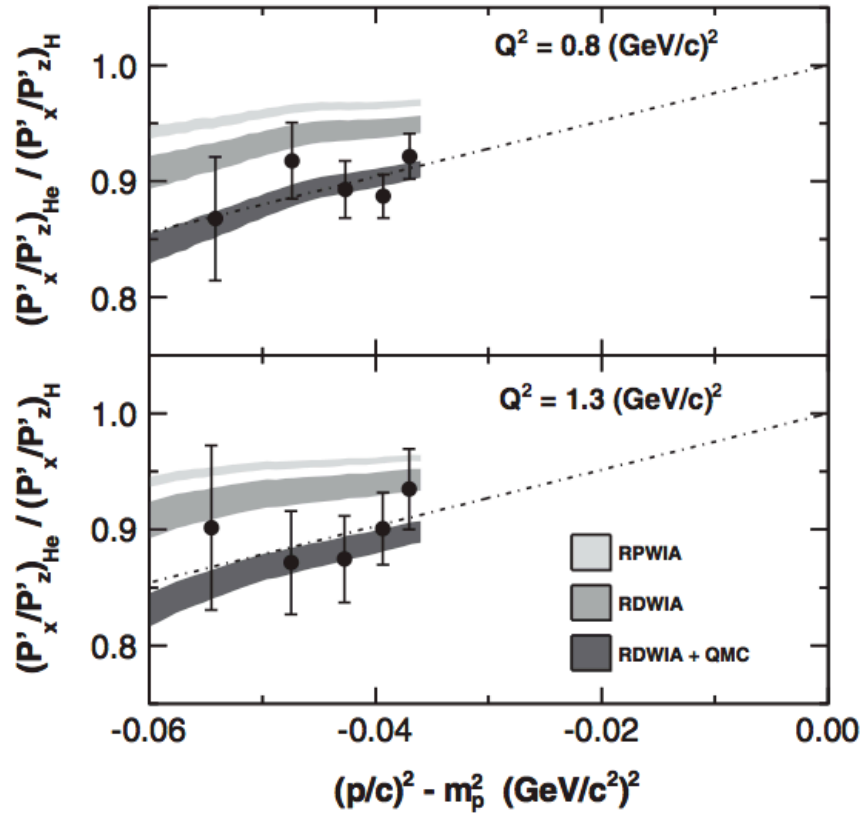 Q² = 0.8 (GeV/c)²
1.0
0.9
0.8
(P'x/P'z)He / (P'x/P'z)H
Q² = 1.3 (GeV/c)²
1.0
0.9
0.8
(P'x/P'z)He / (P'x/P'z)H
RPWIA
RDWIA
RDWIA + QMC
-0.06 -0.04 -0.02 0.00
(p/c)² - m²p (GeV/c²)²